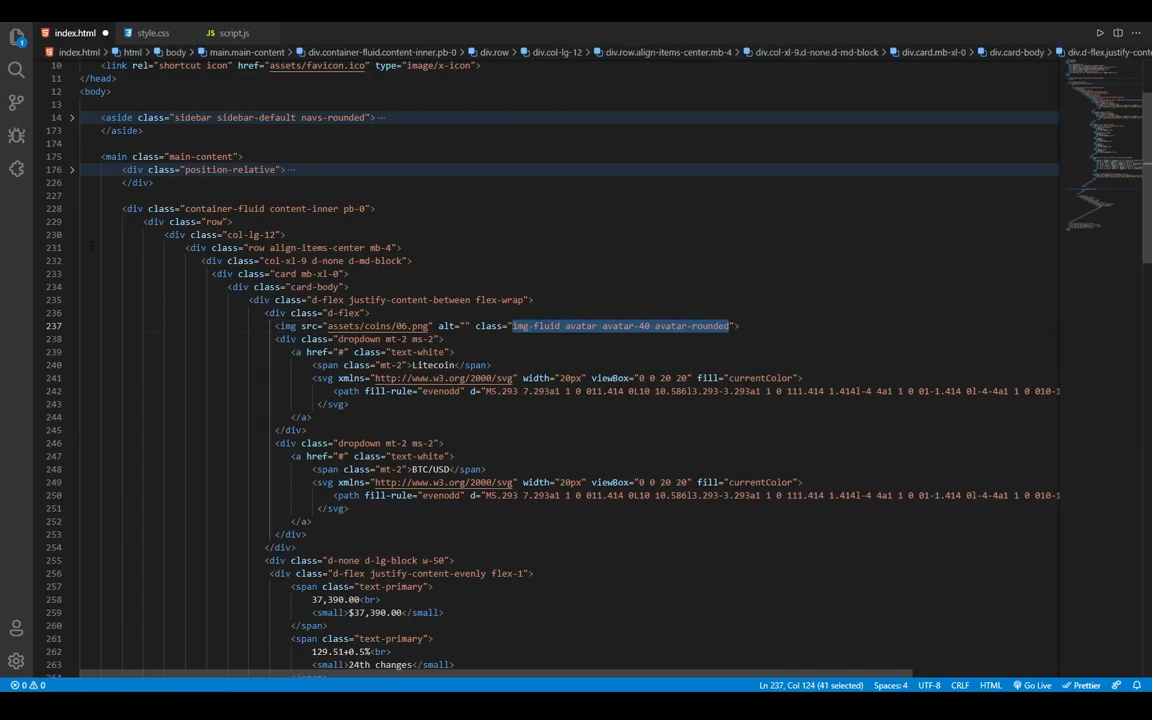 index.html
style.css
script.js
index.html > html > body > main.main-content > div.container-fluid.content-inner.pb-0 > div.row > div.col-lg-12 > div.row.align-items-center.mb-4 > div.col-xl-9.d-none.d-md-block > div.card.mb-xl-0 > div.card-body > div.d-flex.justify-conte
10 <link rel="shortcut icon" href="assets/favicon.ico" type="image/x-icon">
11 </head>
12 <body>
13
14 <aside class="sidebar sidebar-default navs-rounded">…
173 </aside>
174
175 <main class="main-content">
176 <div class="position-relative">…
226 </div>
227
228 <div class="container-fluid content-inner pb-0">
229 <div class="row">
230 <div class="col-lg-12">
231 <div class="row align-items-center mb-4">
232 <div class="col-xl-9 d-none d-md-block">
233 <div class="card mb-xl-0">
234 <div class="card-body">
235 <div class="d-flex justify-content-between flex-wrap">
236 <div class="d-flex">
237 <img src="assets/coins/06.png" alt="" class="img-fluid avatar avatar-40 avatar-rounded">
238 <div class="dropdown mt-2 ms-2">
239 <a href="#" class="text-white">
240 <span class="mt-2">Litecoin</span>
241 <svg xmlns="http://www.w3.org/2000/svg" width="20px" viewBox="0 0 20 20" fill="currentColor">
242 <path fill-rule="evenodd" d="M5.293 7.293a1 1 0 011.414 0L10 10.586l3.293-3.293a1 1 0 111.414 1.414l-4 4a1 1 0 01-1.414 0l-4-4a1 1 0 010-1
243 </svg>
244 </a>
245 </div>
246 <div class="dropdown mt-2 ms-2">
247 <a href="#" class="text-white">
248 <span class="mt-2">BTC/USD</span>
249 <svg xmlns="http://www.w3.org/2000/svg" width="20px" viewBox="0 0 20 20" fill="currentColor">
250 <path fill-rule="evenodd" d="M5.293 7.293a1 1 0 011.414 0L10 10.586l3.293-3.293a1 1 0 111.414 1.414l-4 4a1 1 0 01-1.414 0l-4-4a1 1 0 010-1
251 </svg>
252 </a>
253 </div>
254 </div>
255 <div class="d-none d-lg-block w-50">
256 <div class="d-flex justify-content-evenly flex-1">
257 <span class="text-primary">
258 37,390.00<br>
259 <small>$37,390.00</small>
260 </span>
261 <span class="text-primary">
262 129.51+0.5%<br>
263 <small>24th changes</small>
0 0 Ln 237, Col 124 (41 selected) Spaces: 4 UTF-8 CRLF HTML Go Live Prettier